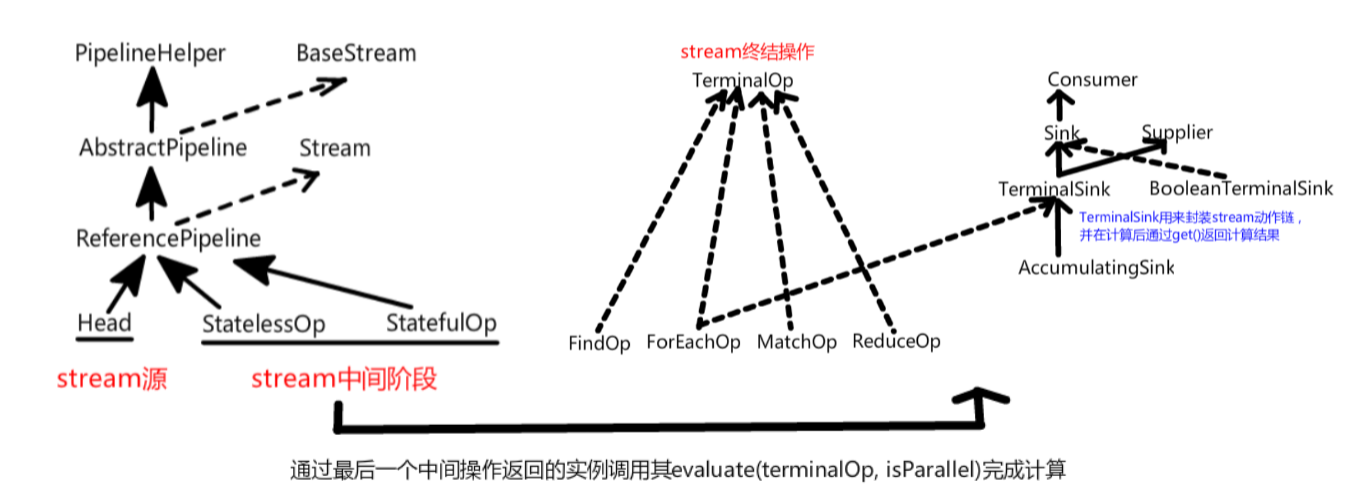 PipelineHelper
BaseStream
AbstractPipeline
Stream
ReferencePipeline
Head
StatelessOp
StatefulOp
stream源
stream中间阶段
stream终结操作
TerminalOp
FindOp
ForEachOp
MatchOp
ReduceOp
Consumer
Sink
Supplier
TerminalSink
BooleanTerminalSink
TerminalSink用来封装stream动作链，
并在计算后通过get()返回计算结果
AccumulatingSink
通过最后一个中间操作返回的实例调用其evaluate(terminalOp, isParallel)完成计算